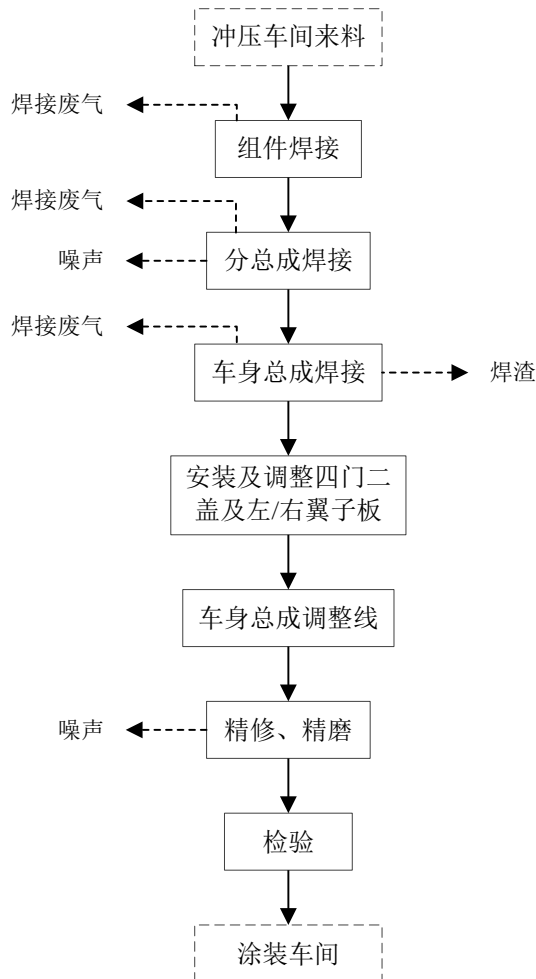 冲压车间来料
焊接废气
组件焊接
焊接废气
分总成焊接
噪声
焊接废气
车身总成焊接
焊渣
安装及调整四门二
盖及左/右翼子板
车身总成调整线
噪声
精修、精磨
检验
涂装车间